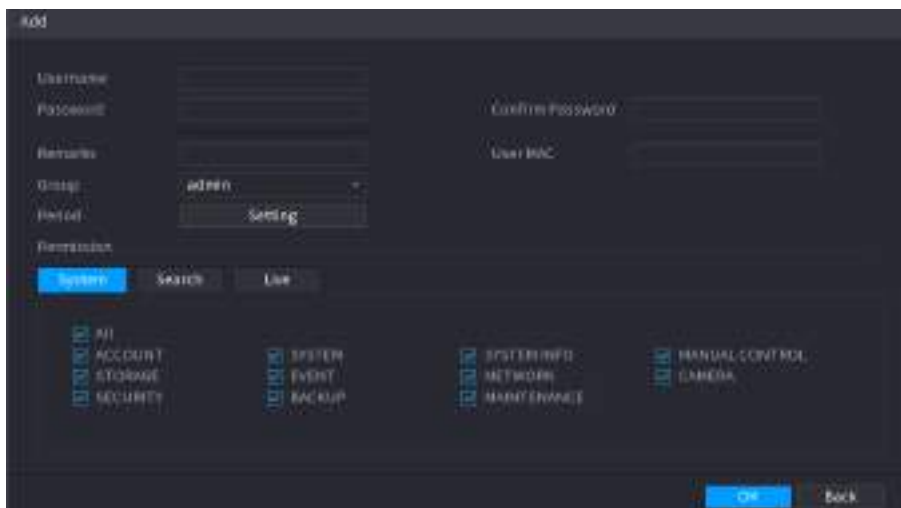 Add
Username
Password Confirm Password
Remarks User MAC
Group admin
Period Setting
Permission
System Search Live
All
ACCOUNT SYSTEM SYSTEM INFO MANUAL CONTROL
STORAGE EVENT NETWORK CAMERA
SECURITY BACKUP MAINTENANCE
OK Back